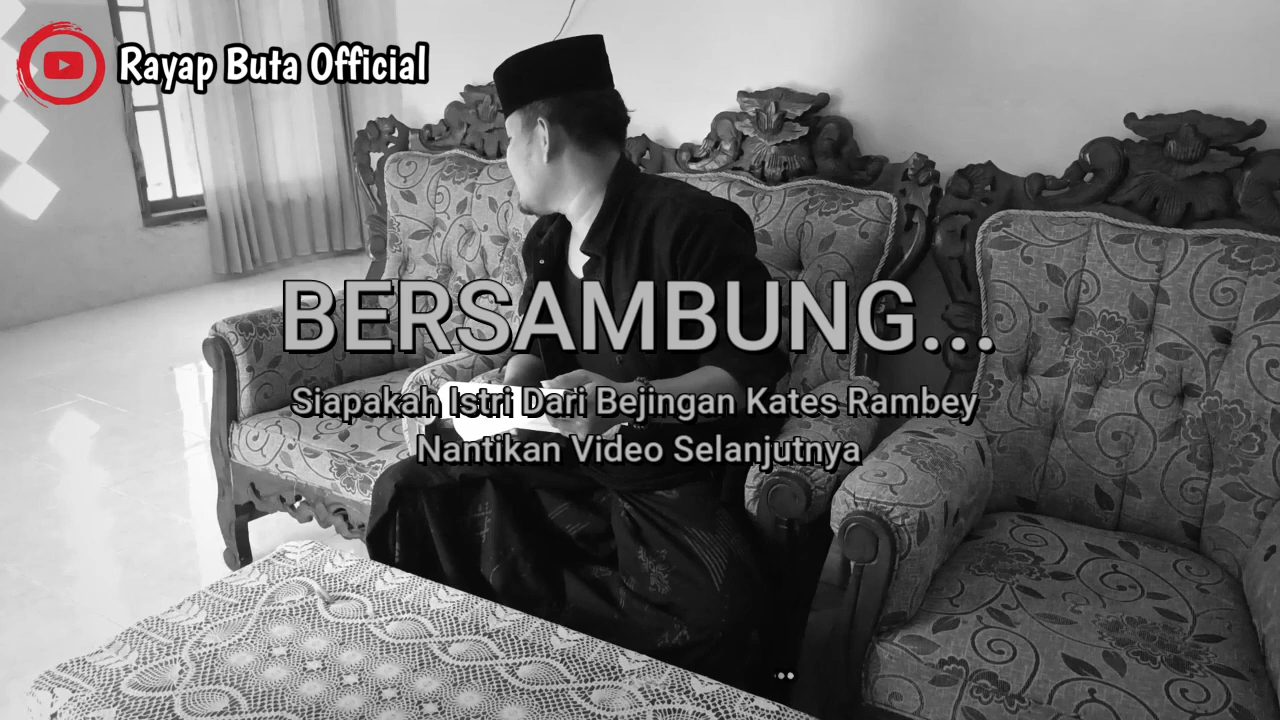 Rayap Buta Official
BERSAMBUNG...
Siapakah Istri Dari Bejingan Kates Rambey
Nantikan Video Selanjutnya